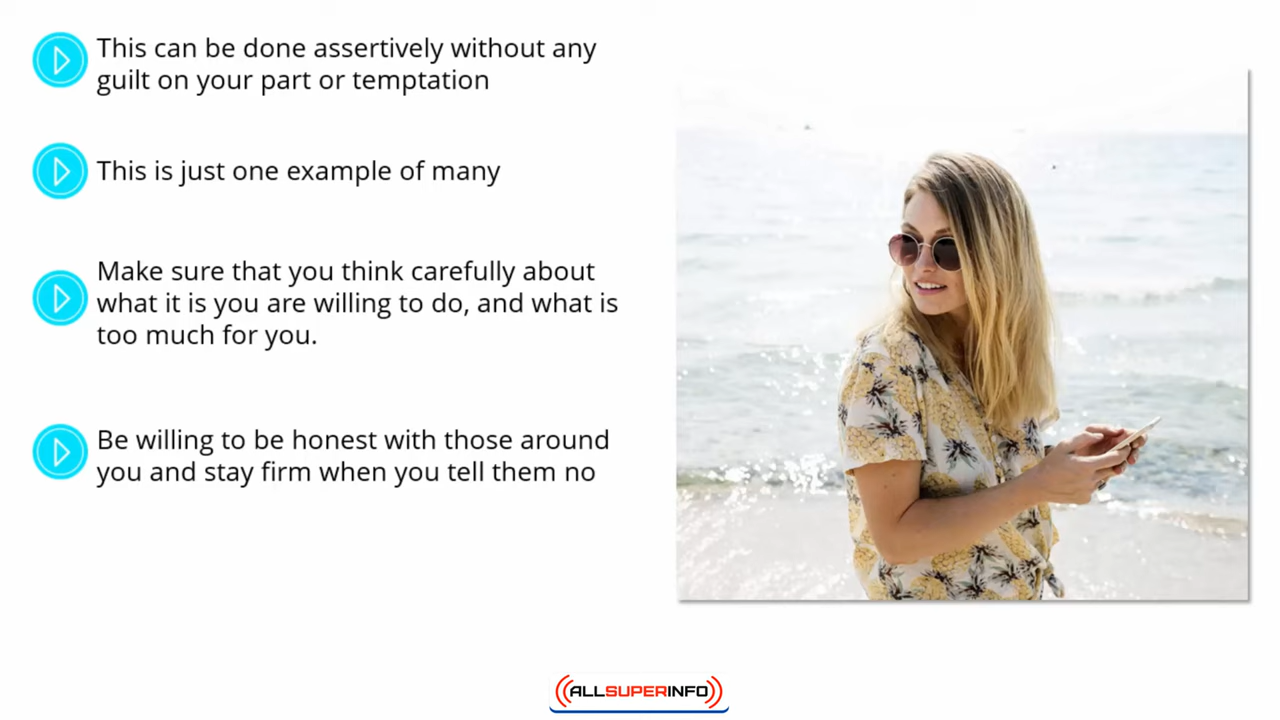 This can be done assertively without any
guilt on your part or temptation
This is just one example of many
Make sure that you think carefully about
what it is you are willing to do, and what is
too much for you.
Be willing to be honest with those around
you and stay firm when you tell them no
ALLSUPERINFO